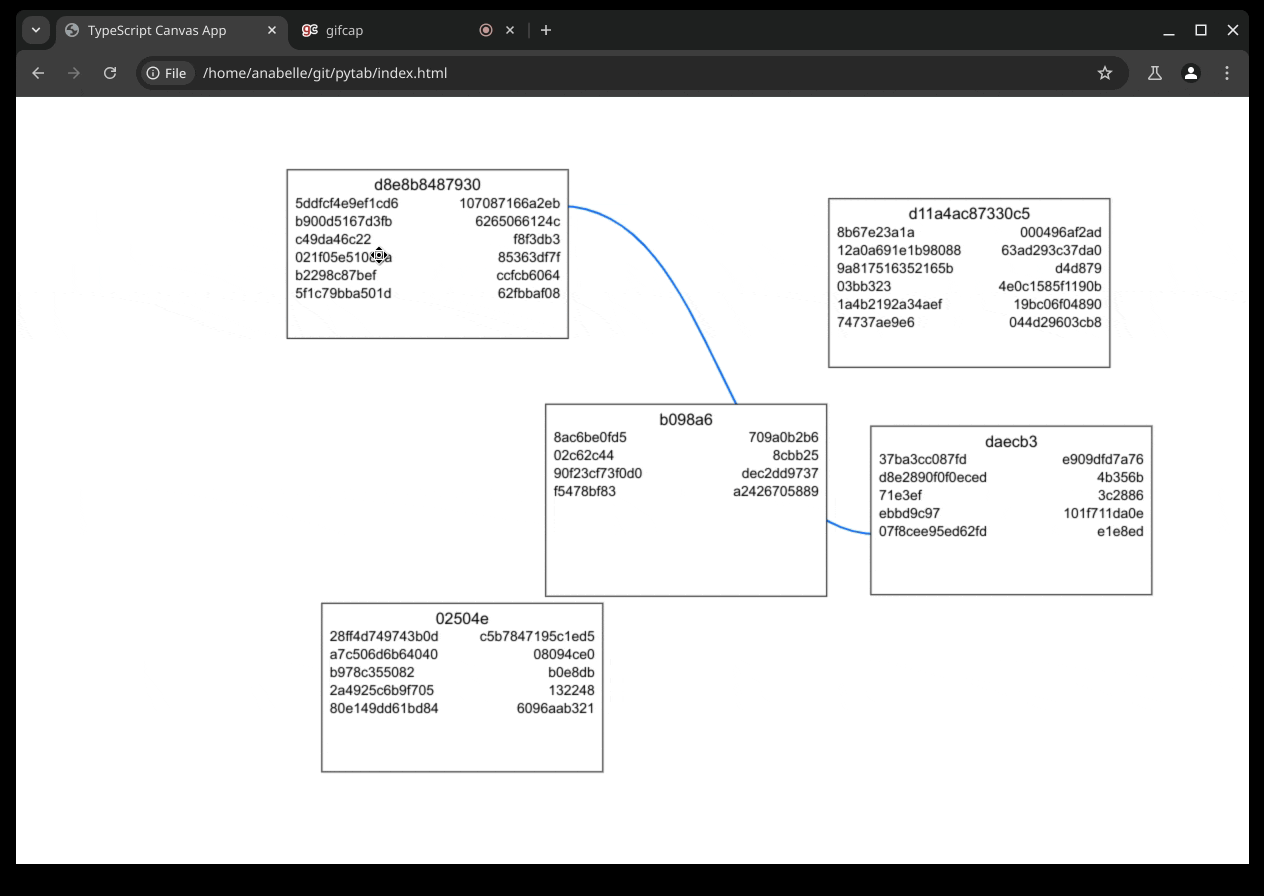 TypeScript Canvas App
gifcap
File /home/anabelle/git/pytab/index.html
d8e8b8487930
5ddfcf4e9ef1cd6 107087166a2eb
b900d5167d3fb 6265066124c
c49da46c22 f8f3db3
85363df7f
b2298c87bef ccfcb6064
5f1c79bba501d 62fbbaf08
d11a4ac87330c5
8b67e23a1a 000496af2ad
12a0a691e1b98088 63ad293c37da0
9a817516352165b d4d879
03bb323 4e0c1585f1190b
1a4b2192a34aef 19bc06f04890
74737ae9e6 044d29603cb8
b098a6
8ac6be0fd5 709a0b2b6
02c62c44 8cbb25
90f23cf73f0d0 dec2dd9737
f5478bf83 a2426705889
daecb3
37ba3cc087fd e909dfd7a76
d8e2890f0f0eced 4b356b
71e3ef 3c2886
ebbd9c97 101f711da0e
07f8cee95ed62fd e1e8ed
02504e
28ff4d749743b0d c5b7847195c1ed5
a7c506d6b64040 08094ce0
b978c355082 b0e8db
2a4925c6b9f705 132248
80e149dd61bd84 6096aab321